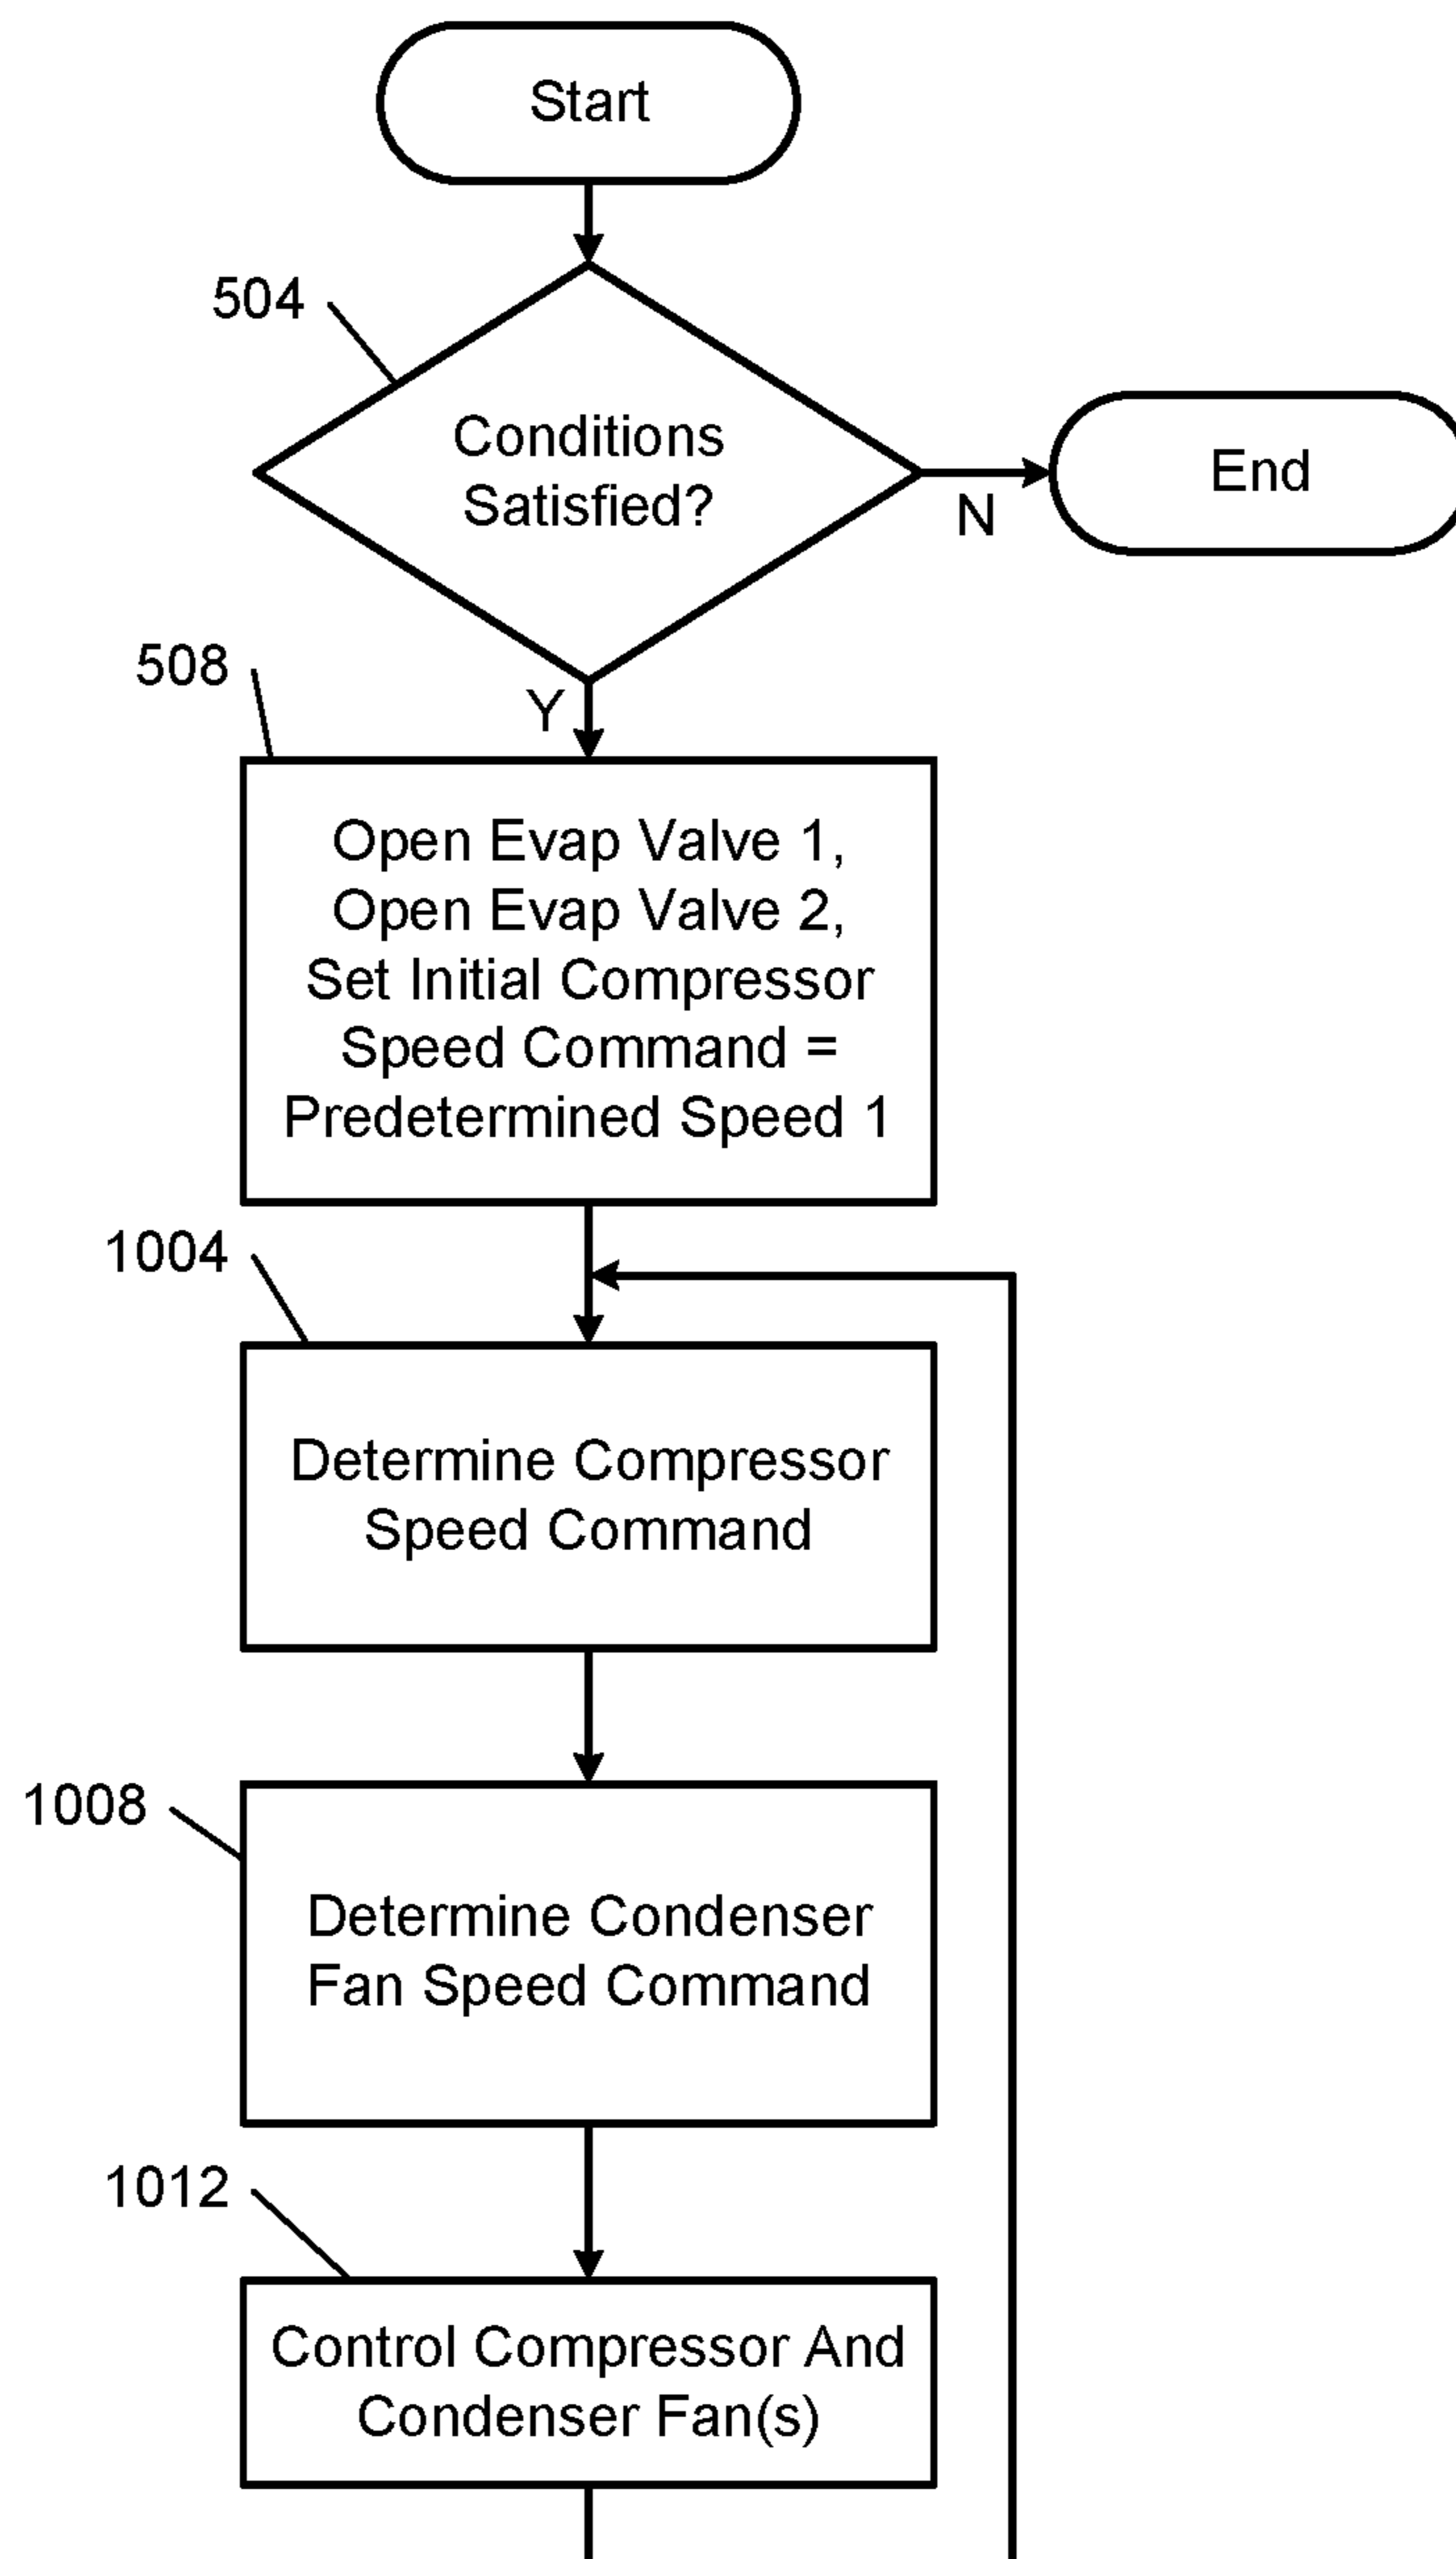 Start
504
Conditions
Satisfied?
N
End
Y
508
Open Evap Valve 1,
Open Evap Valve 2,
Set Initial Compressor
Speed Command =
Predetermined Speed 1
1004
Determine Compressor
Speed Command
1008
Determine Condenser
Fan Speed Command
1012
Control Compressor And
Condenser Fan(s)